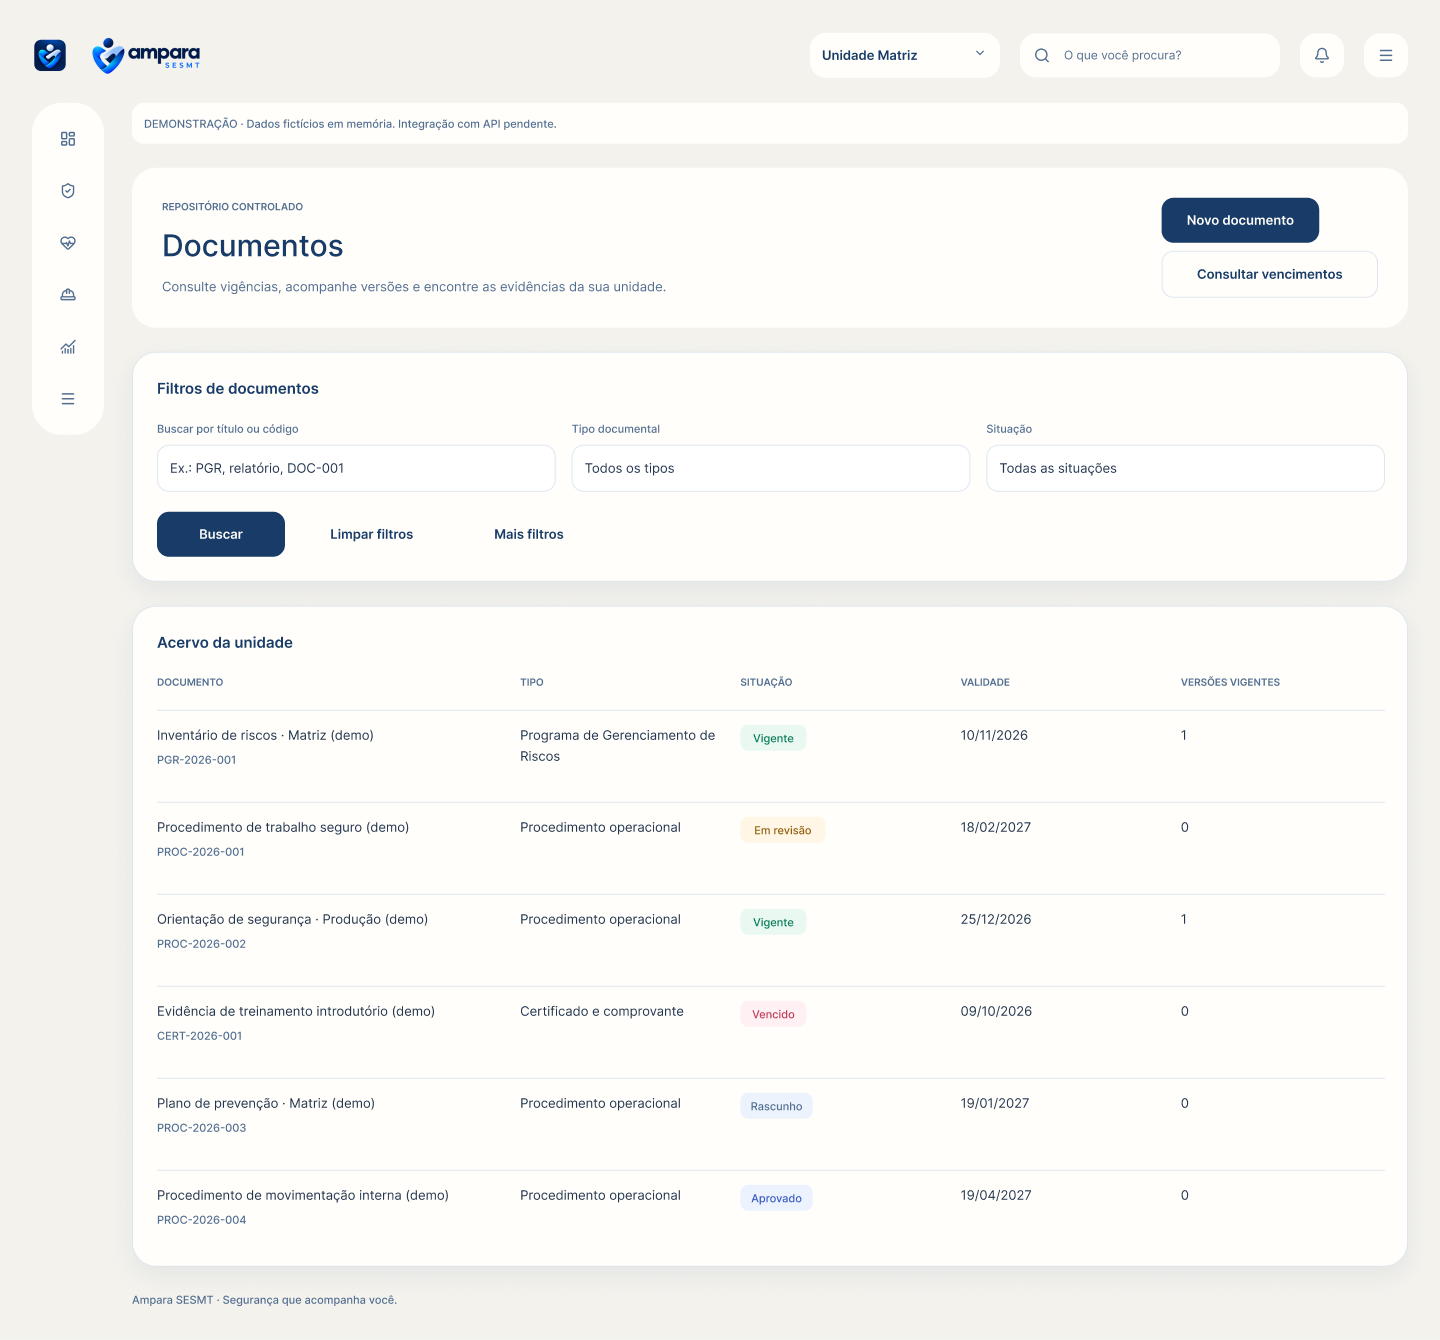 ampara
SESMT
Unidade Matriz
O que você procura?
DEMONSTRAÇÃO · Dados fictícios em memória. Integração com API pendente.
REPOSITÓRIO CONTROLADO
Documentos
Consulte vigências, acompanhe versões e encontre as evidências da sua unidade.
Novo documento
Consultar vencimentos
Filtros de documentos
Buscar por título ou código
Tipo documental
Situação
Ex.: PGR, relatório, DOC-001
Todos os tipos
Todas as situações
Buscar
Limpar filtros
Mais filtros
Acervo da unidade
DOCUMENTO TIPO SITUAÇÃO VALIDADE VERSÕES VIGENTES
Inventário de riscos · Matriz (demo) Programa de Gerenciamento de Vigente 10/11/2026 1
PGR-2026-001 Riscos
Procedimento de trabalho seguro (demo) Procedimento operacional Em revisão 18/02/2027 0
PROC-2026-001
Orientação de segurança · Produção (demo) Procedimento operacional Vigente 25/12/2026 1
PROC-2026-002
Evidência de treinamento introdutório (demo) Certificado e comprovante Vencido 09/10/2026 0
CERT-2026-001
Plano de prevenção · Matriz (demo) Procedimento operacional Rascunho 19/01/2027 0
PROC-2026-003
Procedimento de movimentação interna (demo) Procedimento operacional Aprovado 19/04/2027 0
PROC-2026-004
Ampara SESMT · Segurança que acompanha você.